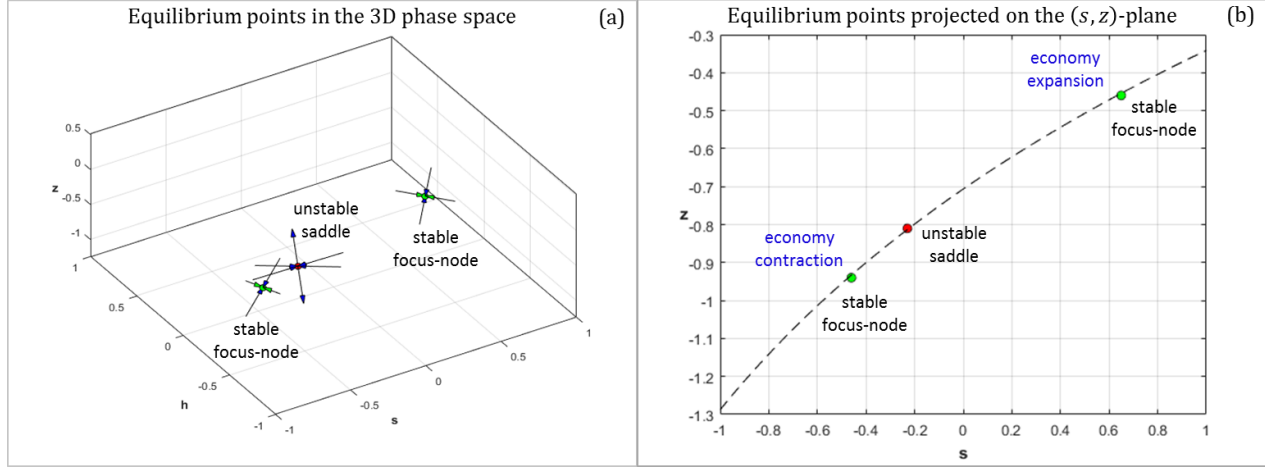 Equilibrium points in the 3D phase space
(a)
0.5
0
-0.5
-1
z
1
0.5
0
-0.5
-1
h
-1
-0.5
0
0.5
1
s
unstable
saddle
stable
focus-node
stable
focus-node
Equilibrium points projected on the (s, z)-plane
(b)
-0.3
-0.4
-0.5
-0.6
-0.7
-0.8
-0.9
-1
-1.1
-1.2
-1.3
z
economy
expansion
stable
focus-node
economy
contraction
unstable
saddle
stable
focus-node
-1 -0.8 -0.6 -0.4 -0.2 0 0.2 0.4 0.6 0.8 1
s